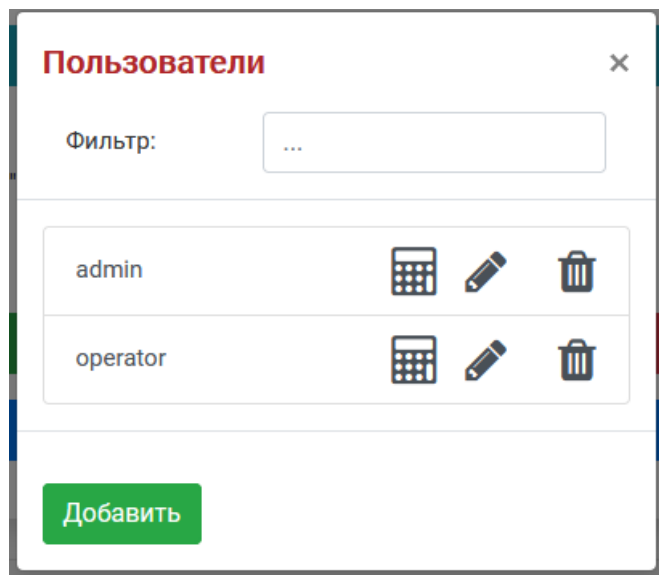 Пользователи ×
Фильтр: ...
admin
operator
Добавить